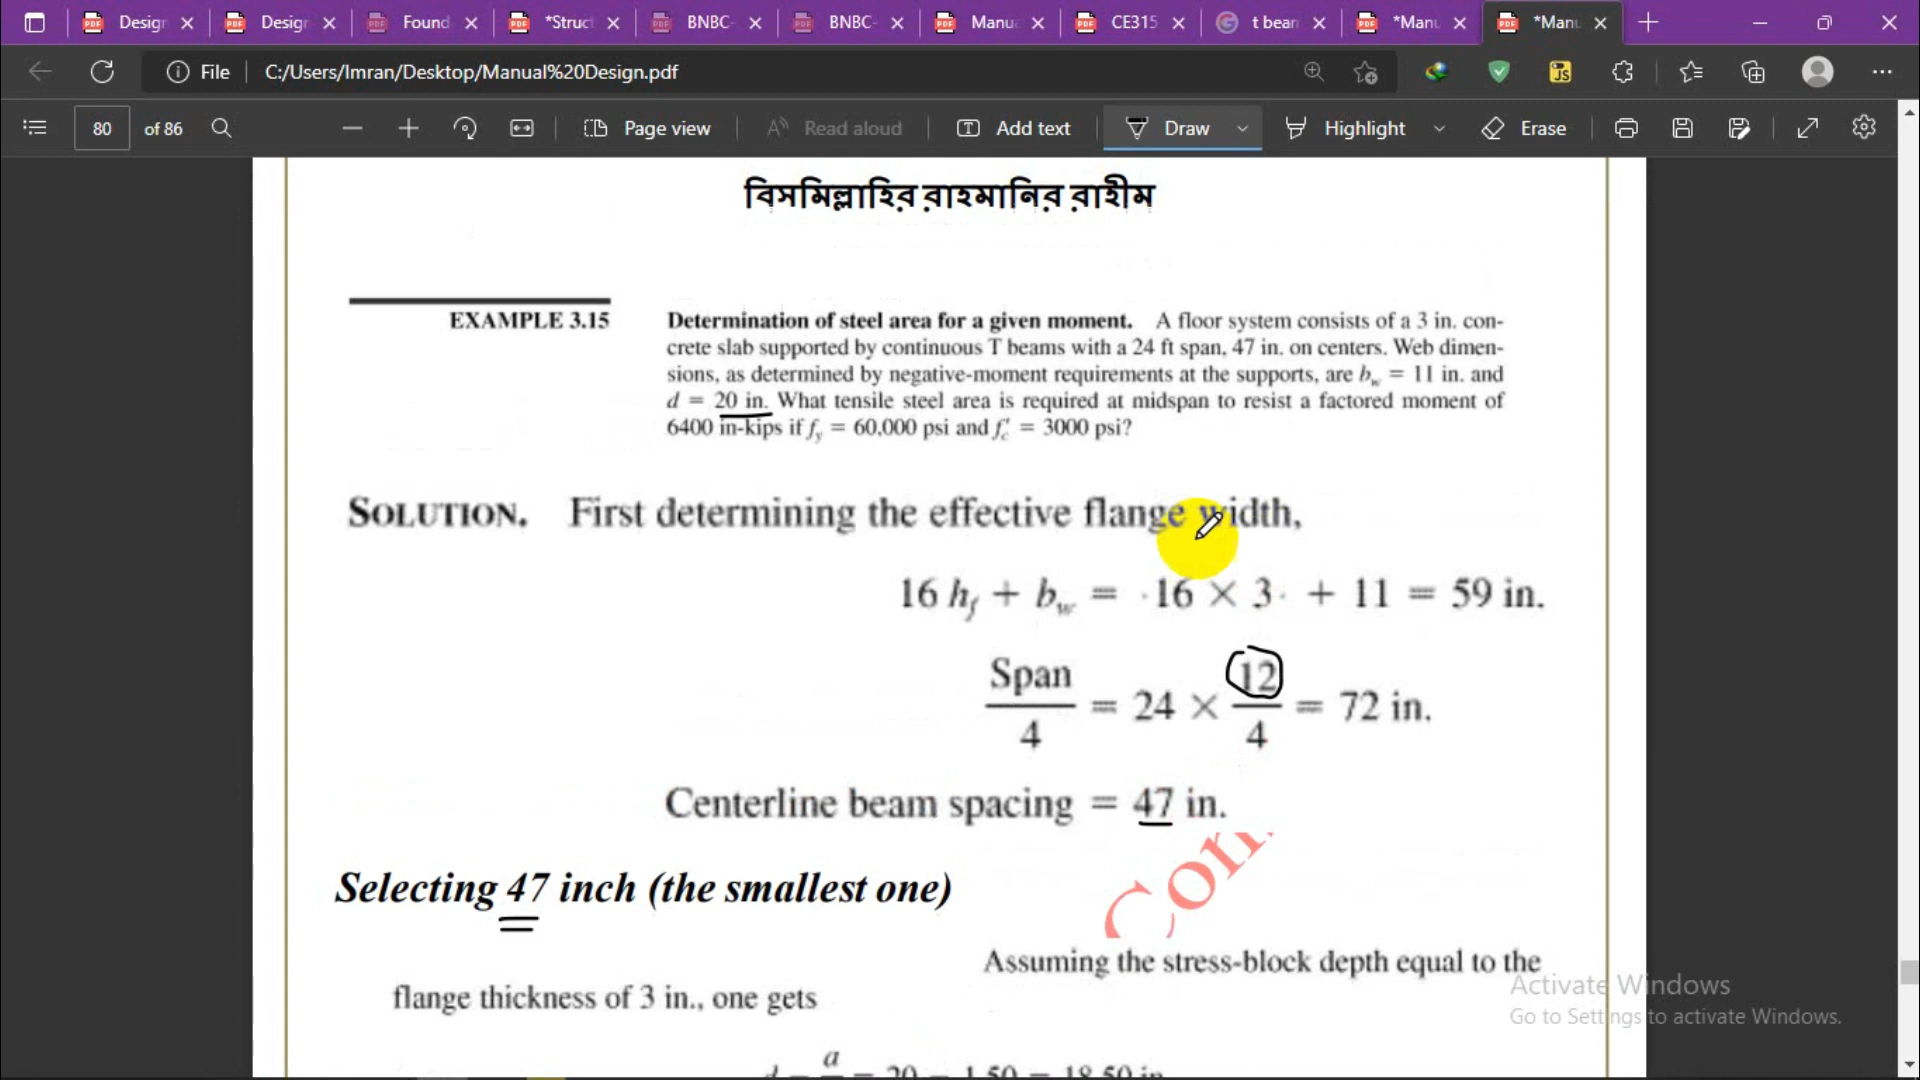 Design
Design
Found
*Struct
BNBC-
BNBC-
Manu
CE315
t bear
*Manu
*Manu
File
C:/Users/Imran/Desktop/Manual%20Design.pdf
80 of 86
Page view
Read aloud
Add text
Draw
Highlight
Erase
বিসমিল্লাহির রাহমানির রাহীম
EXAMPLE 3.15
Determination of steel area for a given moment. A floor system consists of a 3 in. con-
crete slab supported by continuous T beams with a 24 ft span, 47 in. on centers. Web dimen-
sions, as determined by negative-moment requirements at the supports, are b_w = 11 in. and
d = 20 in. What tensile steel area is required at midspan to resist a factored moment of
6400 in-kips if f_y = 60,000 psi and f'_c = 3000 psi?
SOLUTION. First determining the effective flange width,
16 h_f + b_w = 16 × 3 + 11 = 59 in.
Span/4 = 24 × 12/4 = 72 in.
Centerline beam spacing = 47 in.
Selecting 47 inch (the smallest one)
Con
Assuming the stress-block depth equal to the
flange thickness of 3 in., one gets
Activate Windows
Go to Settings to activate Windows.